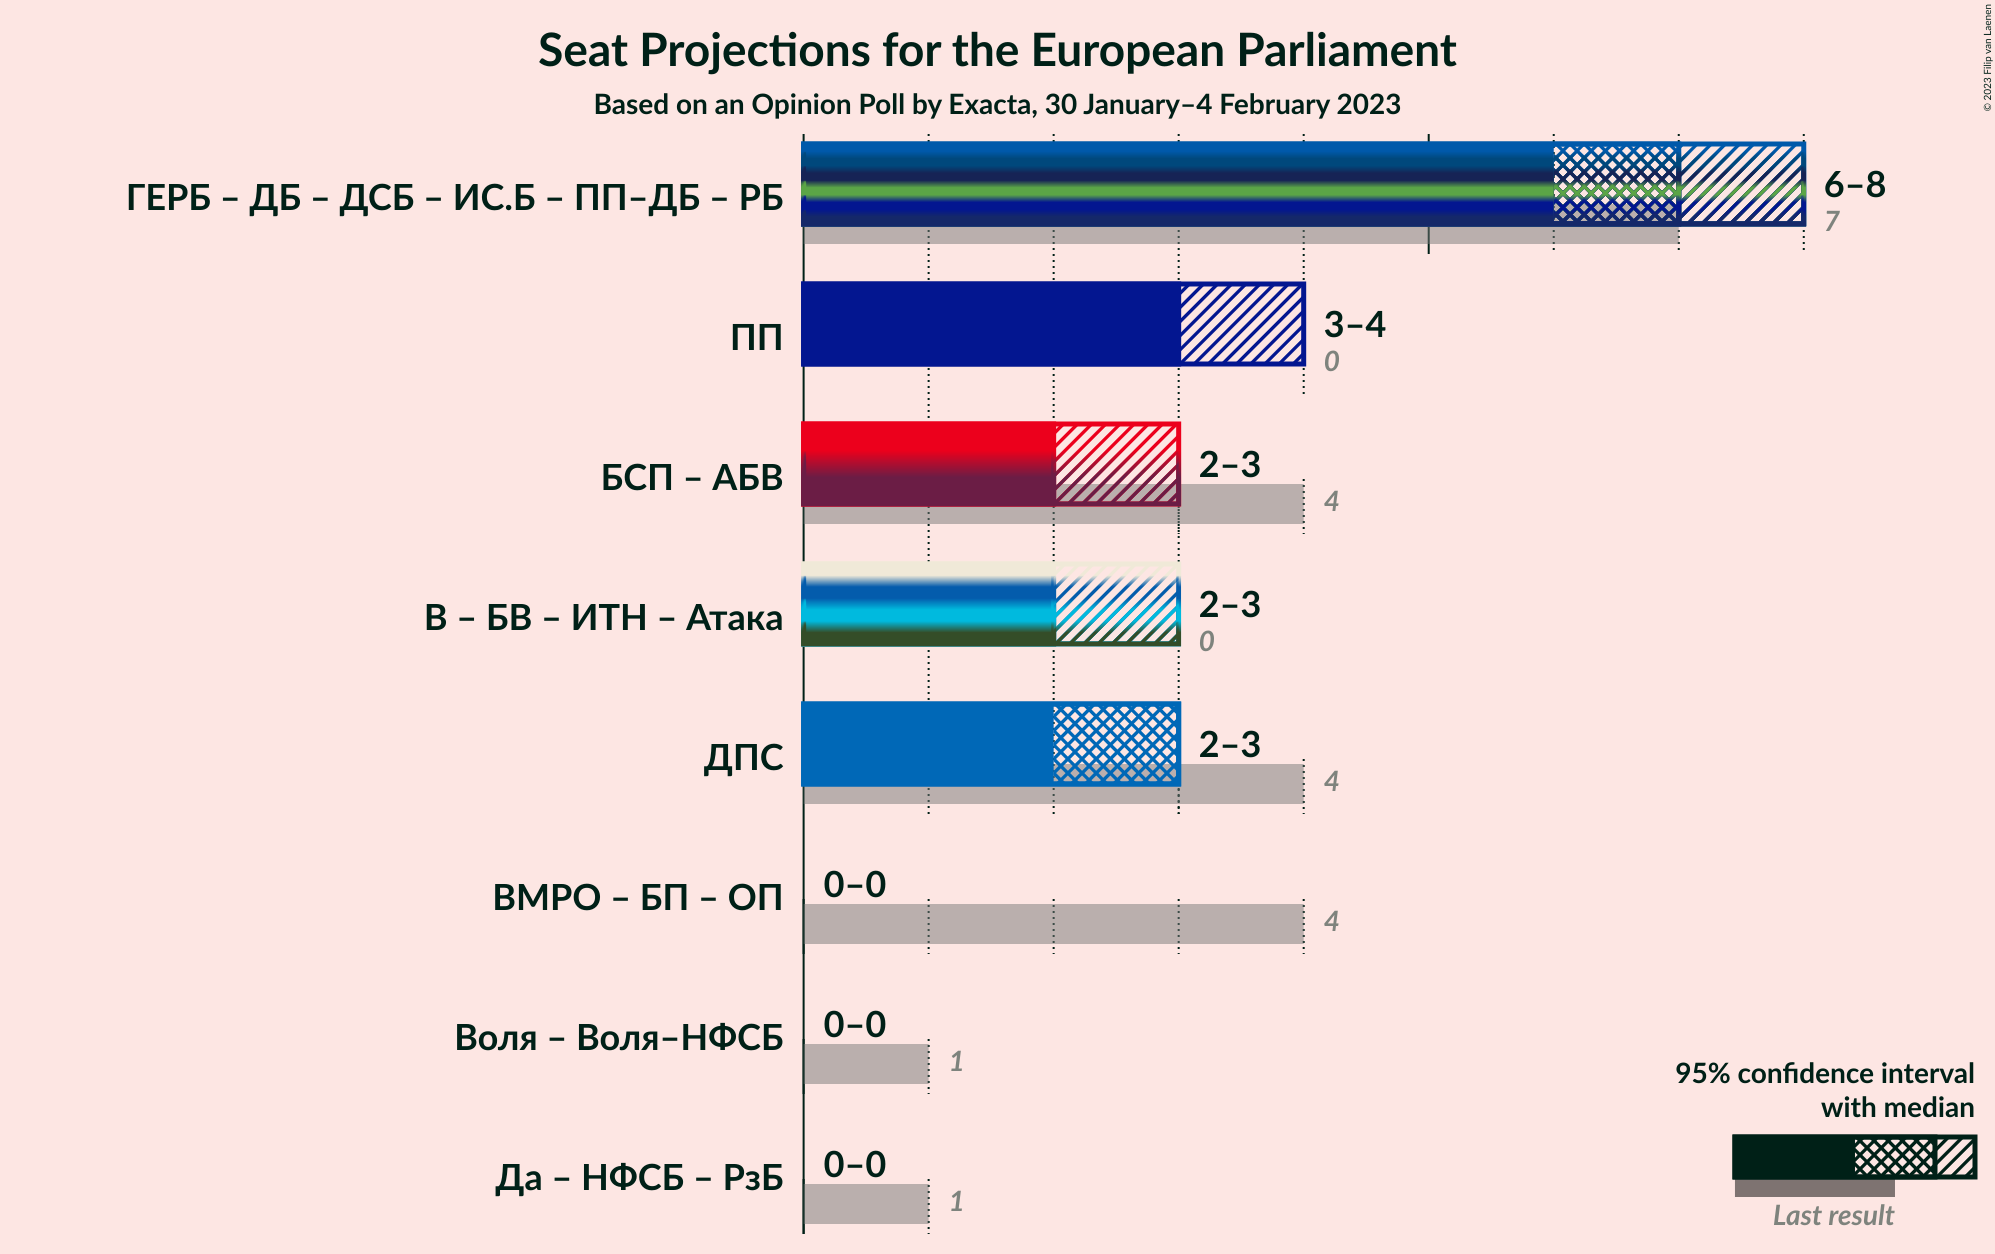 Seat Projections for the European Parliament
Based on an Opinion Poll by Exacta, 30 January–4 February 2023
© 2023 Filip van Laenen
ГЕРБ – ДБ – ДСБ – ИС.Б – ПП–ДБ – РБ
6–8
7
ПП
3–4
0
БСП – АБВ
2–3
4
В – БВ – ИТН – Атака
2–3
0
ДПС
2–3
4
ВМРО – БП – ОП
0–0
4
Воля – Воля–НФСБ
0–0
1
Да – НФСБ – РзБ
0–0
1
95% confidence interval
with median
Last result